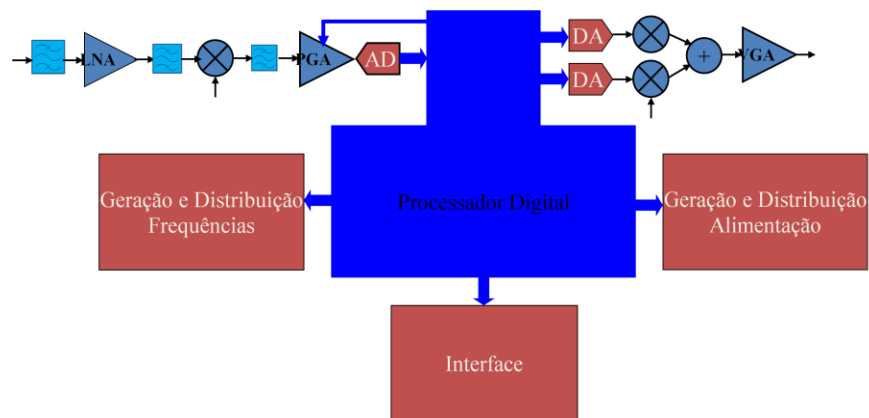 LNA
PGA
AD
DA
DA
+
VGA
Geração e Distribuição
Frequências
Processador Digital
Geração e Distribuição
Alimentação
Interface